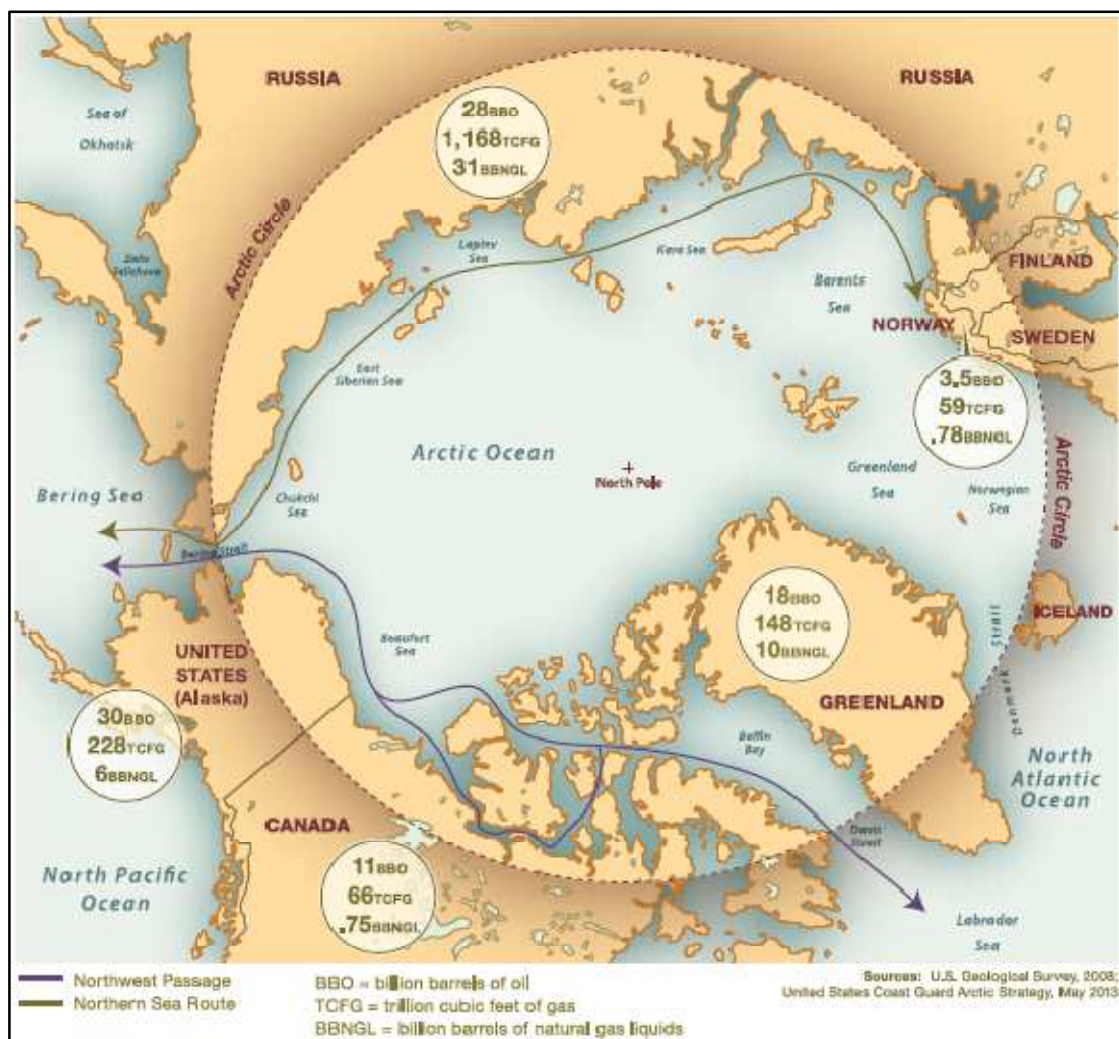 RUSSIA
RUSSIA
Sea of
Okhatsk
28BBO
1,168TCFG
31BBNGL
Arctic Circle
Laptev
Sea
Kara Sea
Barents
Sea
FINLAND
NORWAY
SWEDEN
East
Siberian Sea
3.5BBO
59TCFG
.78BBNGL
Arctic Ocean
North Pole
Greenland
Sea
Norwegian
Sea
Arctic Circle
Bering Sea
Chukchi
Sea
Bering Strait
18BBO
148TCFG
10BBNGL
ICELAND
Denmark Strait
Beaufort
Sea
UNITED
STATES
(Alaska)
GREENLAND
30BBO
228TCFG
6BBNGL
Baffin
Bay
North
Atlantic
Ocean
CANADA
Davis
Strait
11BBO
66TCFG
.75BBNGL
North Pacific
Ocean
Labrador
Sea
Northwest Passage
Northern Sea Route
BBO = billion barrels of oil
TCFG = trillion cubic feet of gas
BBNGL = billion barrels of natural gas liquids
Sources: U.S. Geological Survey, 2008;
United States Coast Guard Arctic Strategy, May 2013